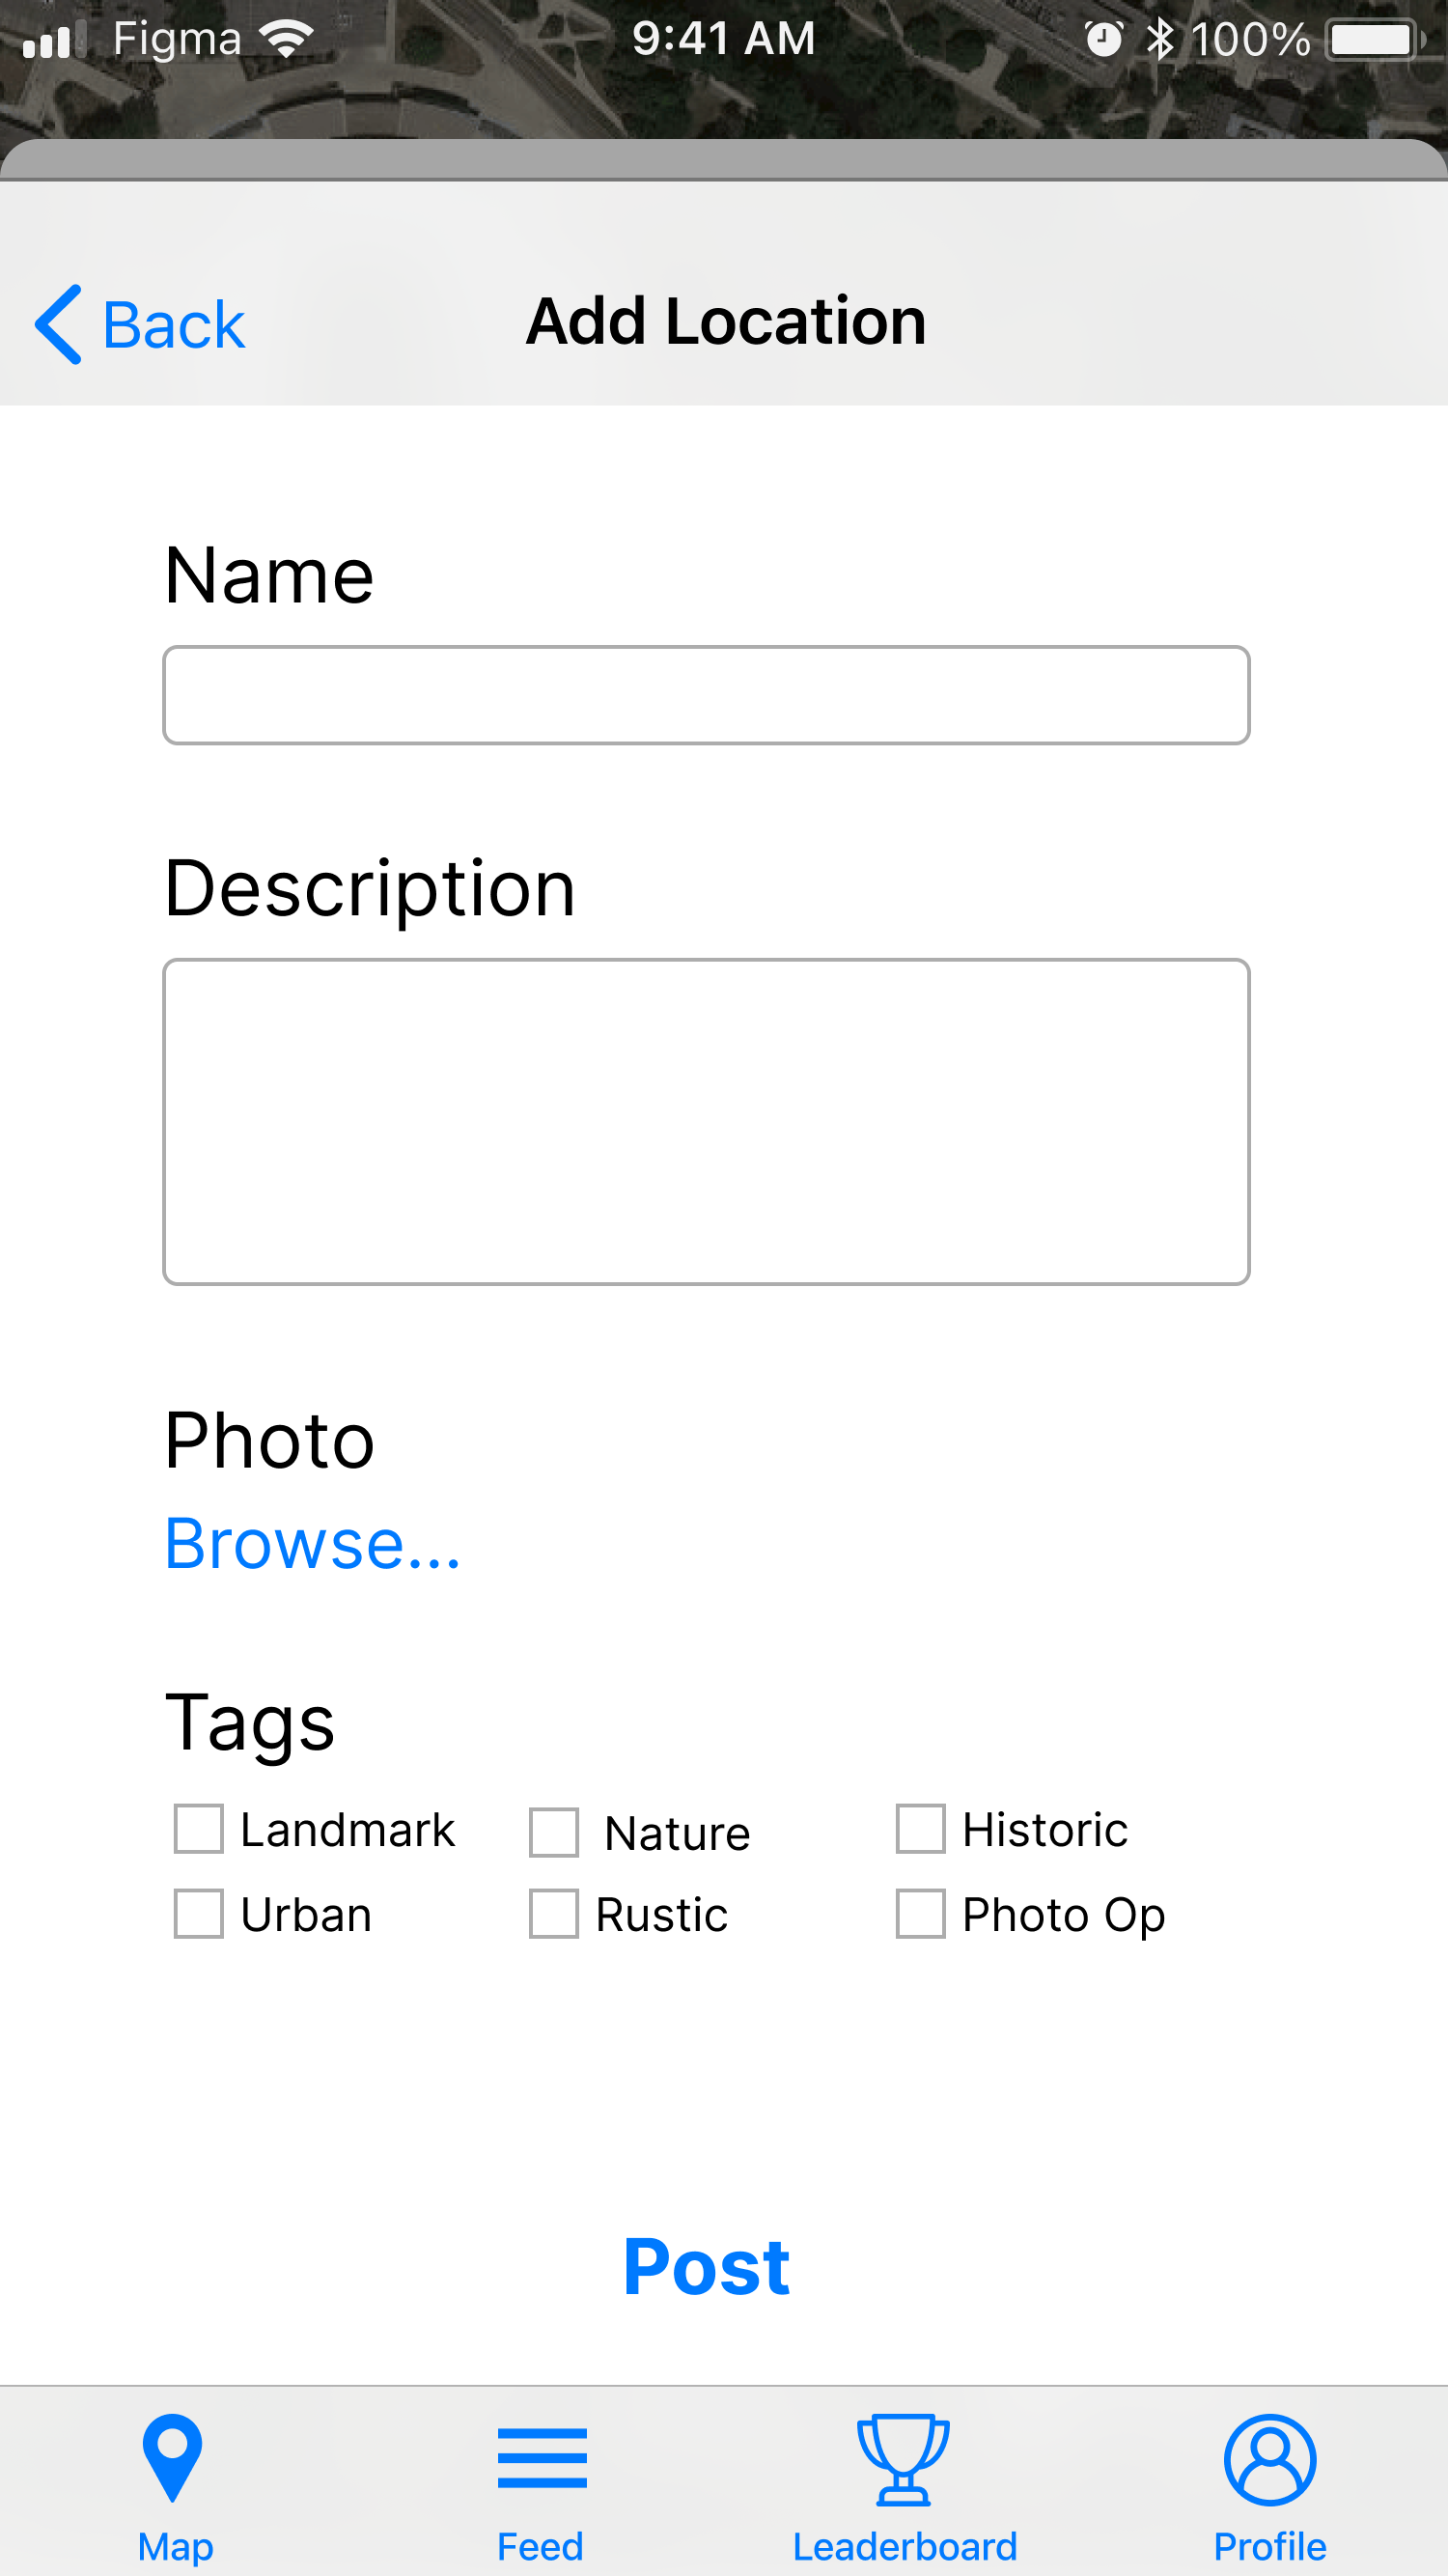 Figma 9:41 AM 100%
Back Add Location
Name
Description
Photo
Browse...
Tags
Landmark Nature Historic
Urban Rustic Photo Op
Post
Map Feed Leaderboard Profile